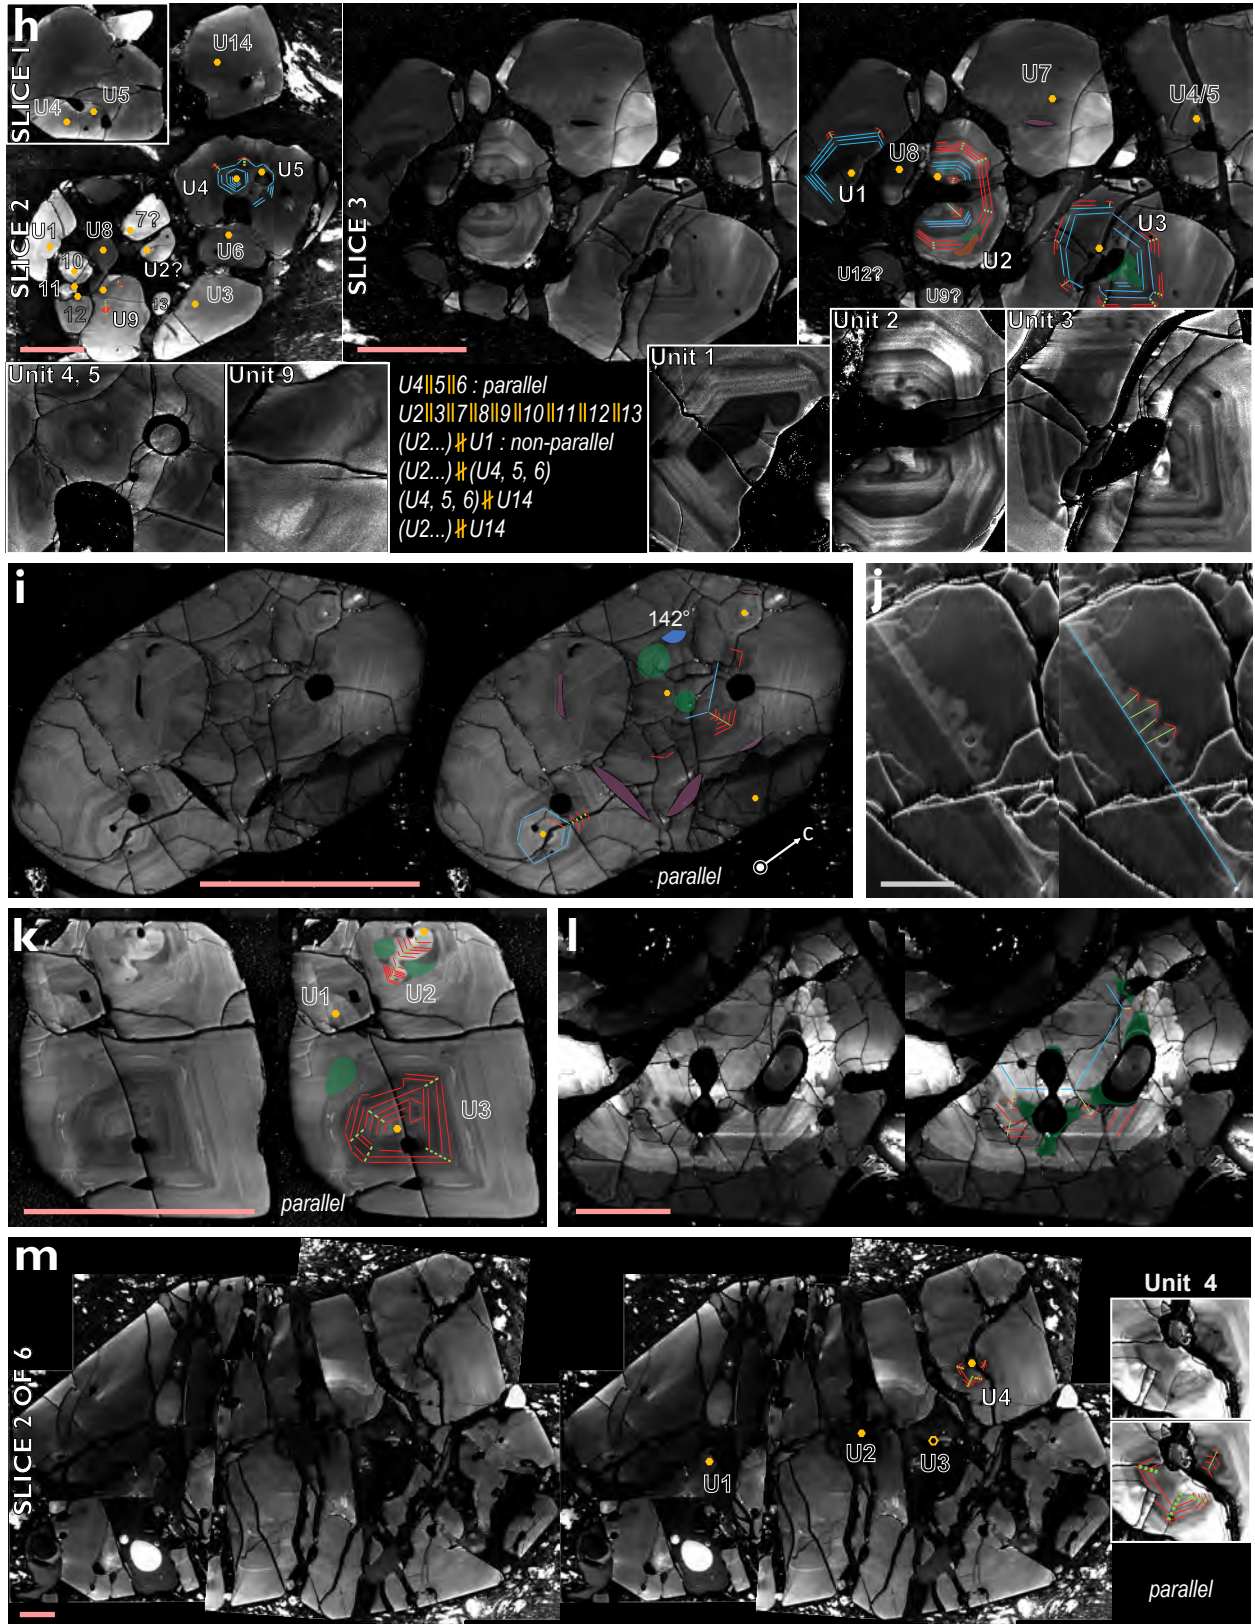 h
SLICE 1
U4
U5
U14
SLICE 2
U4
U5
U1
U8
7?
10
U2?
U6
11
12
U9
13
U3
SLICE 3
U7
U4/5
U8
U1
U3
U2
U12?
U9?
Unit 4, 5
Unit 9
U4||5||6 : parallel
U2||3||7||8||9||10||11||12||13
(U2...) ∦ U1 : non-parallel
(U2...) ∦ (U4, 5, 6)
(U4, 5, 6) ∦ U14
(U2...) ∦ U14
Unit 1
Unit 2
Unit 3
i
142°
c
parallel
j
k
U1
U2
U3
parallel
l
m
SLICE 2 OF 6
U1
U2
U3
U4
Unit 4
parallel